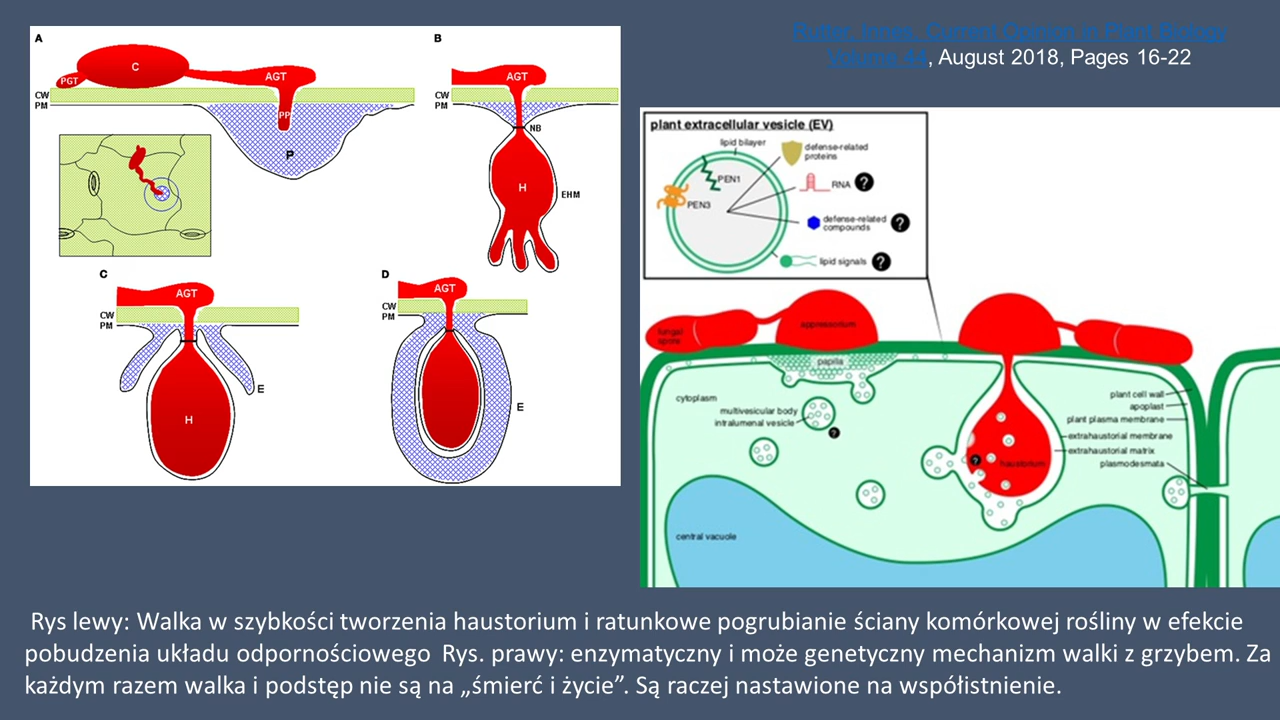 Rutter, Innes, Current Opinion in Plant Biology
Volume 44, August 2018, Pages 16-22
A
C
PGT
AGT
CW
PM
PP
P
B
AGT
NB
H
EHM
C
AGT
CW
PM
E
H
D
AGT
CW
PM
E
plant extracellular vesicle (EV)
lipid bilayer
defense-related
proteins
PEN1
RNA ?
PEN3
defense-related
compounds ?
lipid signals ?
fungal
spore
appressorium
papilla
cytoplasm
multivesicular body
intralumenal vesicle
?
plant cell wall
apoplast
plant plasma membrane
extrahaustorial membrane
extrahaustorial matrix
plasmodesmata
?
haustorium
central vacuole
Rys lewy: Walka w szybkości tworzenia haustorium i ratunkowe pogrubianie ściany komórkowej rośliny w efekcie
pobudzenia układu odpornościowego Rys. prawy: enzymatyczny i może genetyczny mechanizm walki z grzybem. Za
każdym razem walka i podstęp nie są na „śmierć i życie”. Są raczej nastawione na współistnienie.